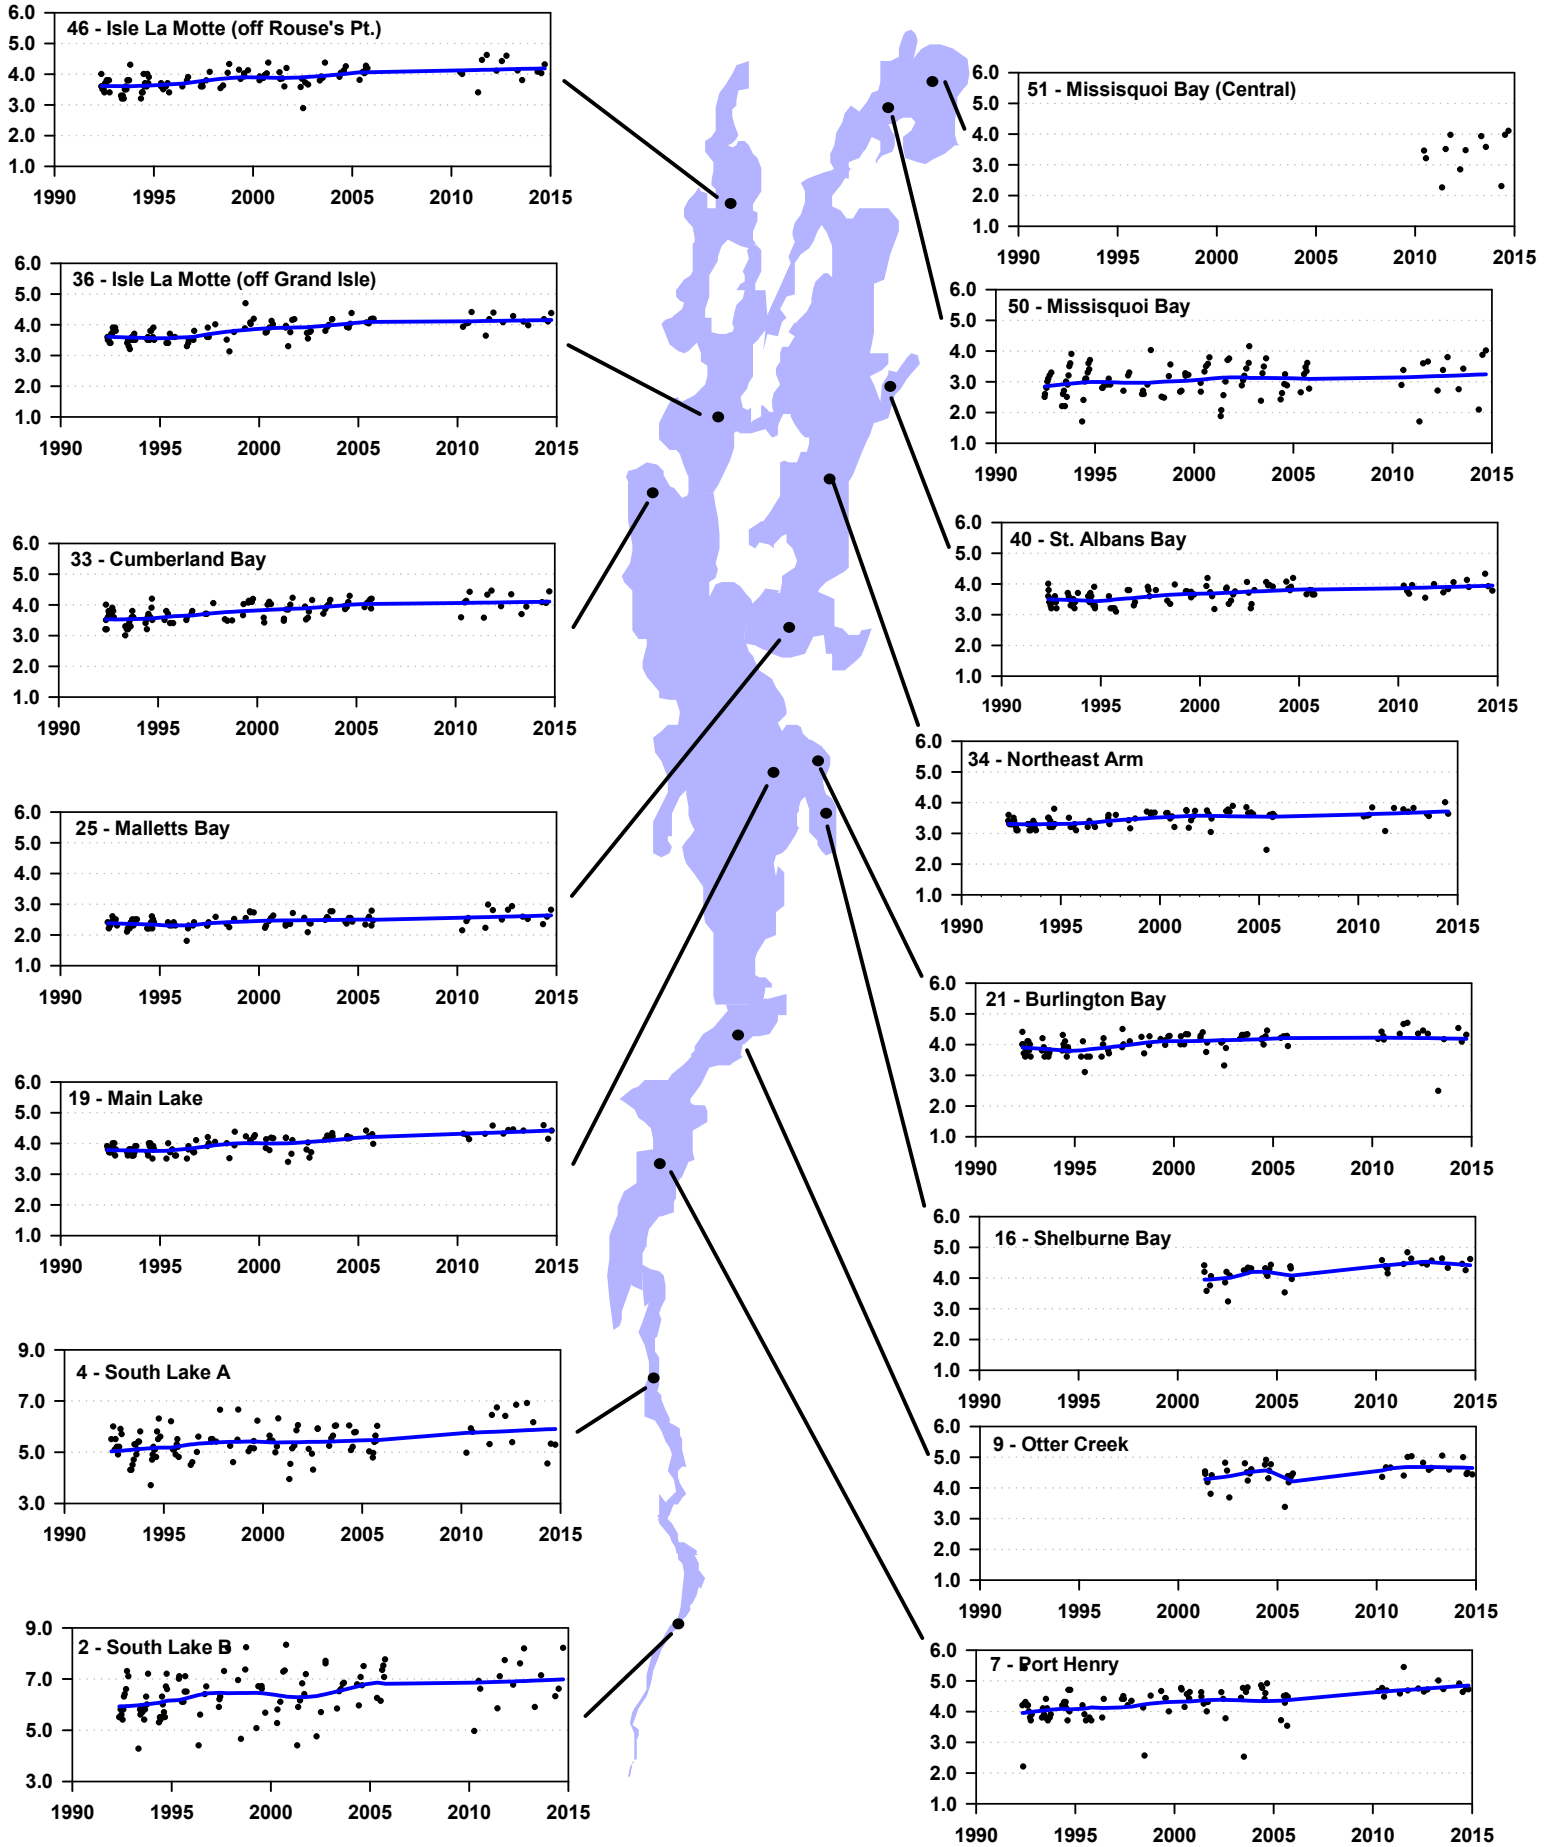 46 - Isle La Motte (off Rouse's Pt.)
6.0
5.0
4.0
3.0
2.0
1.0
1990 1995 2000 2005 2010 2015
36 - Isle La Motte (off Grand Isle)
6.0
5.0
4.0
3.0
2.0
1.0
1990 1995 2000 2005 2010 2015
33 - Cumberland Bay
6.0
5.0
4.0
3.0
2.0
1.0
1990 1995 2000 2005 2010 2015
25 - Malletts Bay
6.0
5.0
4.0
3.0
2.0
1.0
1990 1995 2000 2005 2010 2015
19 - Main Lake
6.0
5.0
4.0
3.0
2.0
1.0
1990 1995 2000 2005 2010 2015
4 - South Lake A
9.0
7.0
5.0
3.0
1990 1995 2000 2005 2010 2015
2 - South Lake B
9.0
7.0
5.0
3.0
1990 1995 2000 2005 2010 2015
51 - Missisquoi Bay (Central)
6.0
5.0
4.0
3.0
2.0
1.0
1990 1995 2000 2005 2010 2015
50 - Missisquoi Bay
6.0
5.0
4.0
3.0
2.0
1.0
1990 1995 2000 2005 2010 2015
40 - St. Albans Bay
6.0
5.0
4.0
3.0
2.0
1.0
1990 1995 2000 2005 2010 2015
34 - Northeast Arm
6.0
5.0
4.0
3.0
2.0
1.0
1990 1995 2000 2005 2010 2015
21 - Burlington Bay
6.0
5.0
4.0
3.0
2.0
1.0
1990 1995 2000 2005 2010 2015
16 - Shelburne Bay
6.0
5.0
4.0
3.0
2.0
1.0
1990 1995 2000 2005 2010 2015
9 - Otter Creek
6.0
5.0
4.0
3.0
2.0
1.0
1990 1995 2000 2005 2010 2015
7 - Port Henry
6.0
5.0
4.0
3.0
2.0
1.0
1990 1995 2000 2005 2010 2015